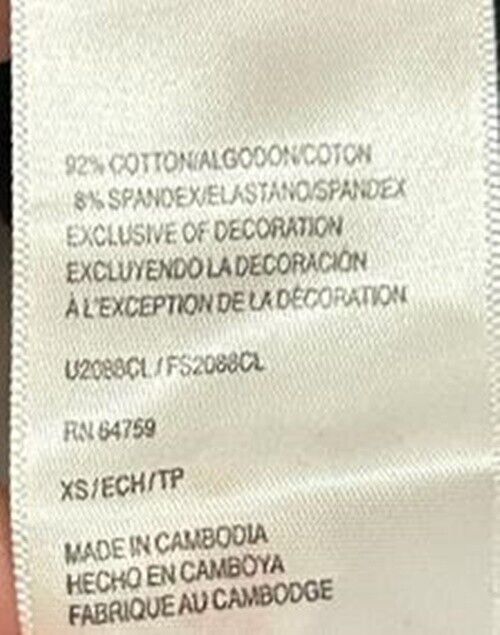 92% COTTON/ALGODON/COTON
8% SPANDEX/ELASTANO/SPANDEX
EXCLUSIVE OF DECORATION
EXCLUYENDO LA DECORACIÓN
À L'EXCEPTION DE LA DÉCORATION
U2088CL / FS2088CL
RN 64759
XS/ECH/TP
MADE IN CAMBODIA
HECHO EN CAMBOYA
FABRIQUE AU CAMBODGE